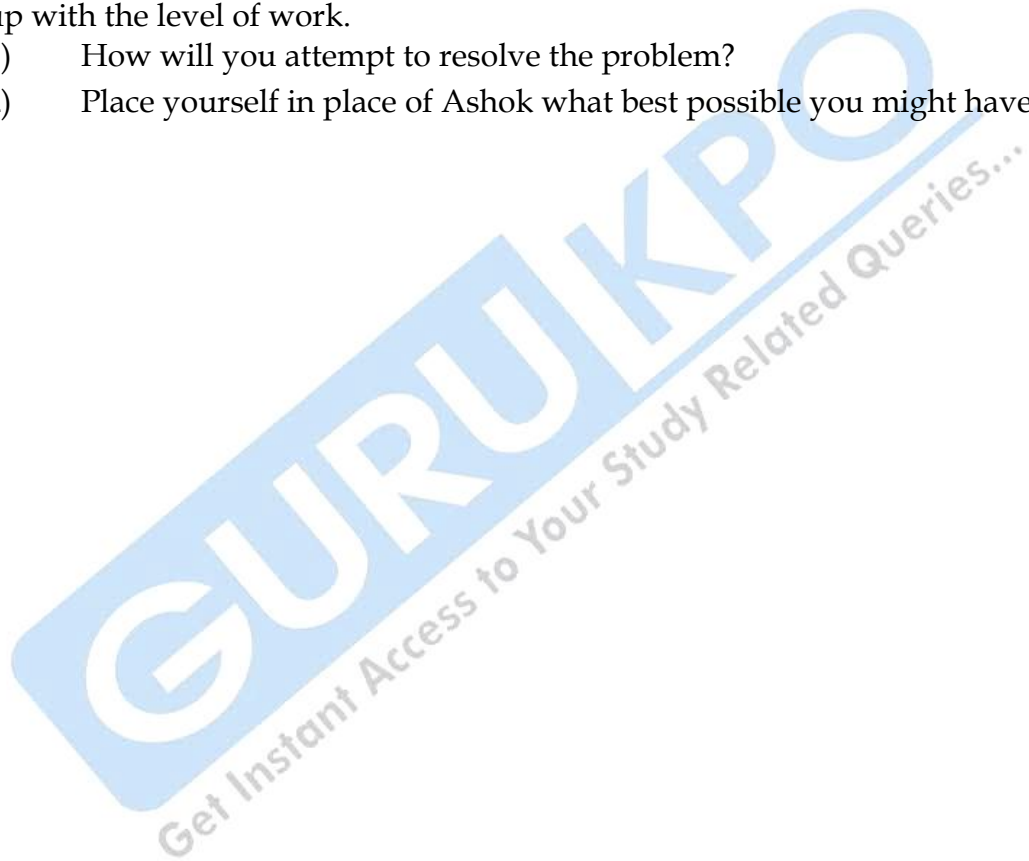 up with the level of work.
) How will you attempt to resolve the problem?
) Place yourself in place of Ashok what best possible you might have
GURUKPO
Get Instant Access to Your Study Related Queries...